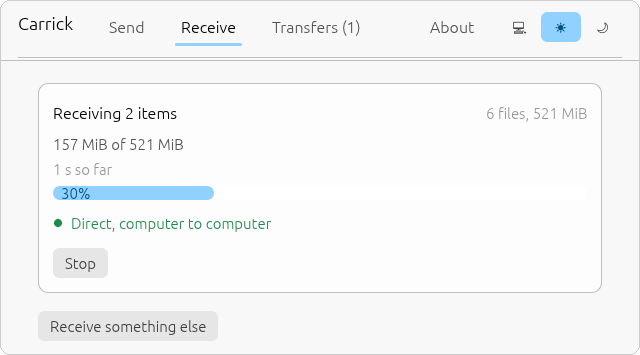 Carrick Send Receive Transfers (1) About
Receiving 2 items 6 files, 521 MiB
157 MiB of 521 MiB
1 s so far
30%
Direct, computer to computer
Stop
Receive something else